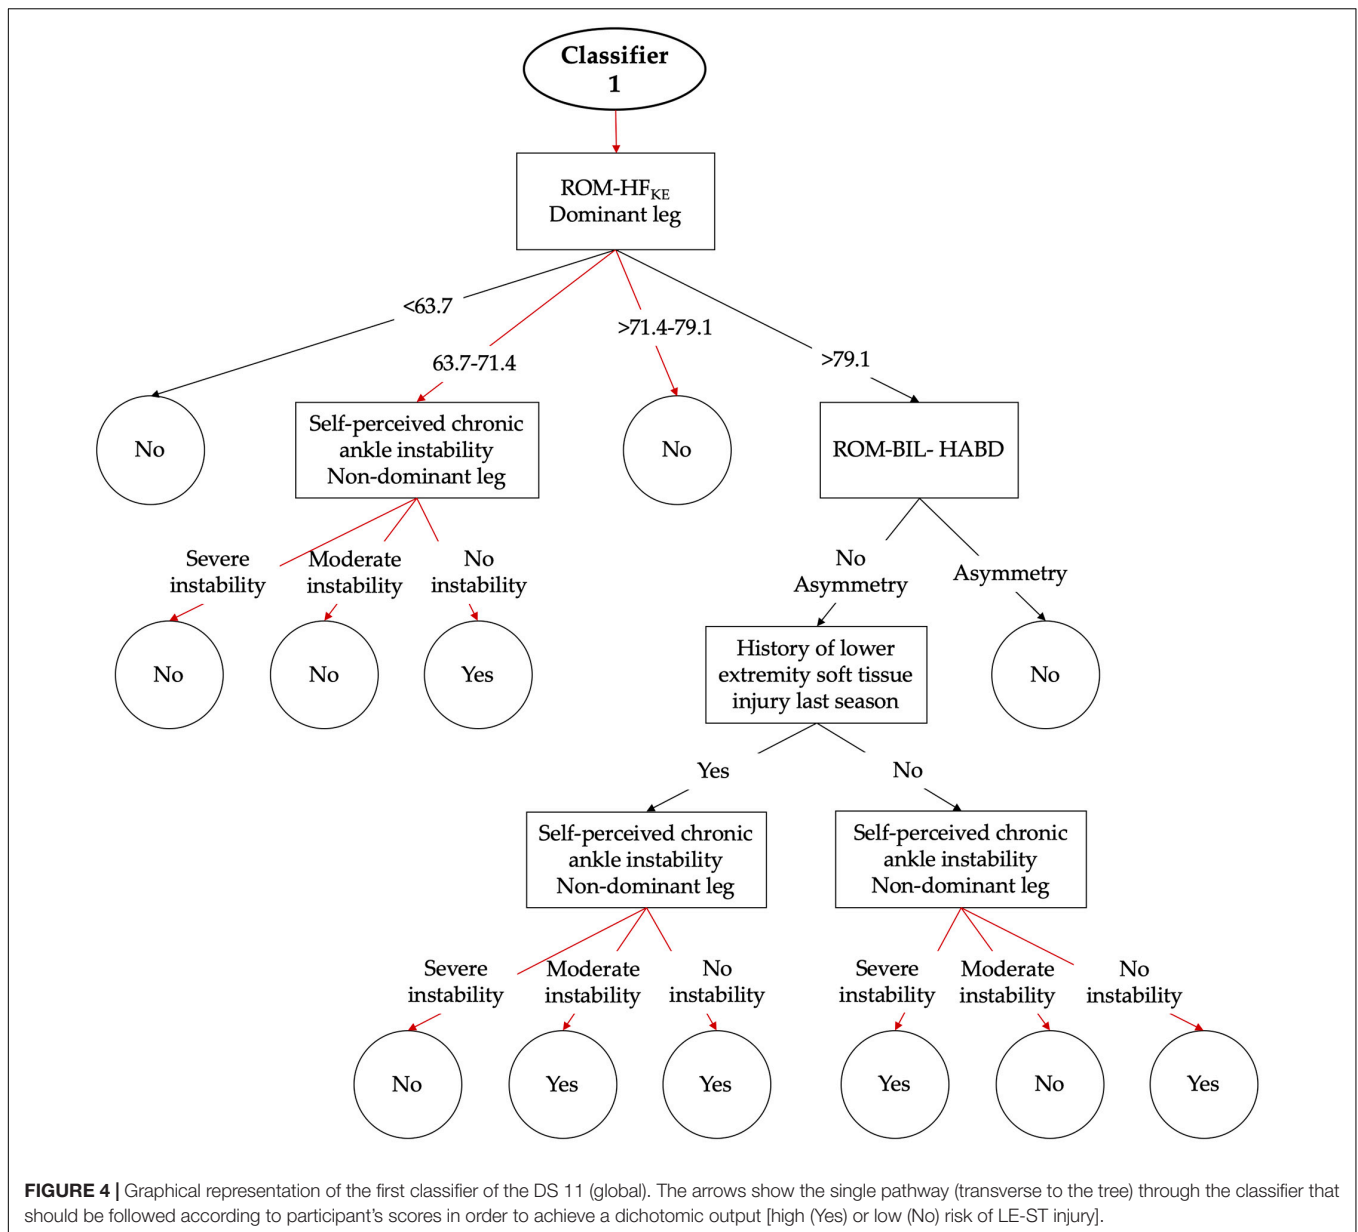 Classifier
1
ROM-HFKE
Dominant leg
<63.7
63.7-71.4
>71.4-79.1
>79.1
No
Self-perceived chronic
ankle instability
Non-dominant leg
No
ROM-BIL- HABD
Severe
instability
Moderate
instability
No
instability
No
Asymmetry
Asymmetry
No
No
Yes
History of lower
extremity soft tissue
injury last season
No
Yes
No
Self-perceived chronic
ankle instability
Non-dominant leg
Self-perceived chronic
ankle instability
Non-dominant leg
Severe
instability
Moderate
instability
No
instability
Severe
instability
Moderate
instability
No
instability
No
Yes
Yes
Yes
No
Yes
FIGURE 4 | Graphical representation of the first classifier of the DS 11 (global). The arrows show the single pathway (transverse to the tree) through the classifier that
should be followed according to participant's scores in order to achieve a dichotomic output [high (Yes) or low (No) risk of LE-ST injury].